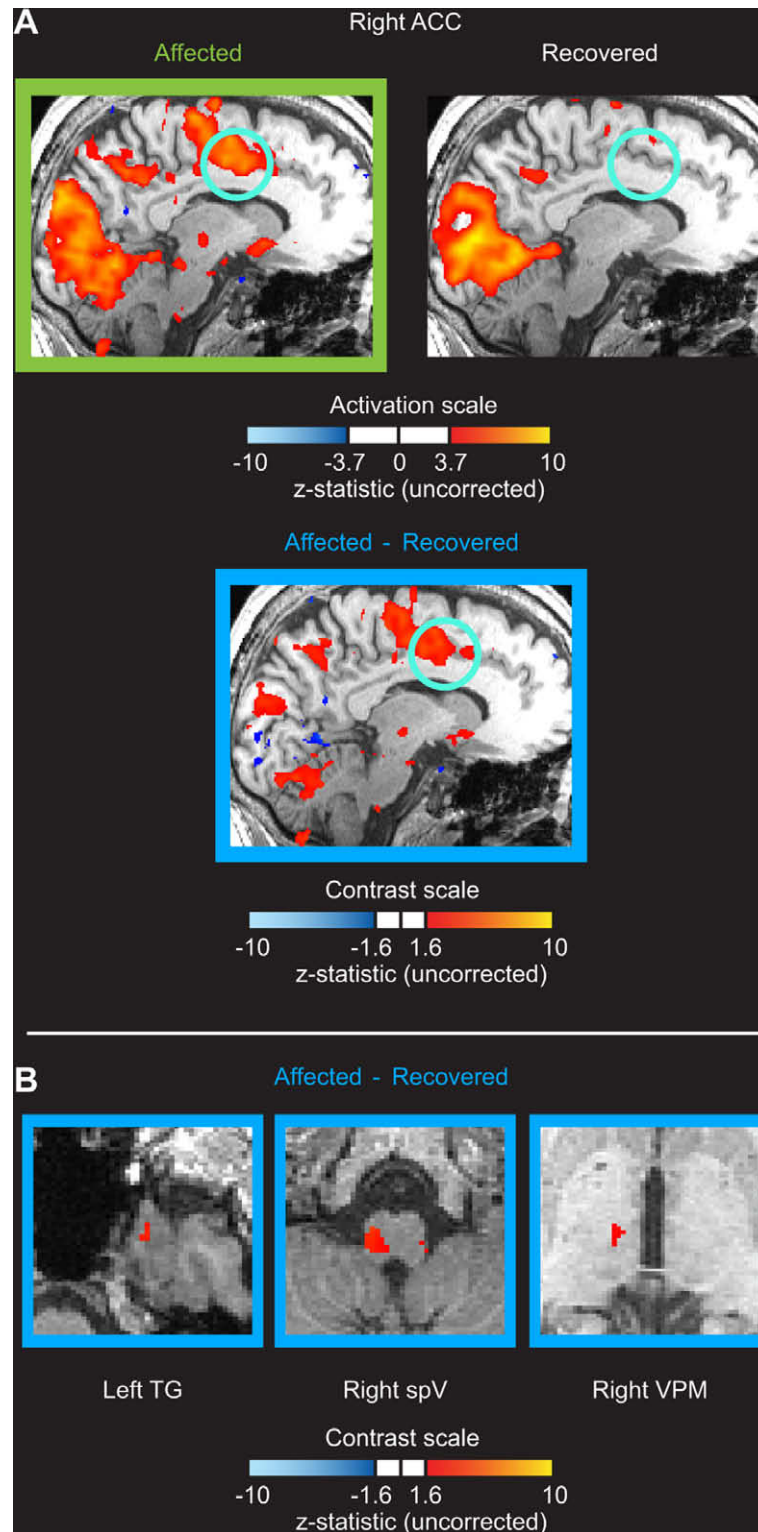 A
Right ACC
Affected Recovered
Activation scale
-10 -3.7 0 3.7 10
z-statistic (uncorrected)
Affected - Recovered
Contrast scale
-10 -1.6 1.6 10
z-statistic (uncorrected)
B
Affected - Recovered
Left TG Right spV Right VPM
Contrast scale
-10 -1.6 1.6 10
z-statistic (uncorrected)